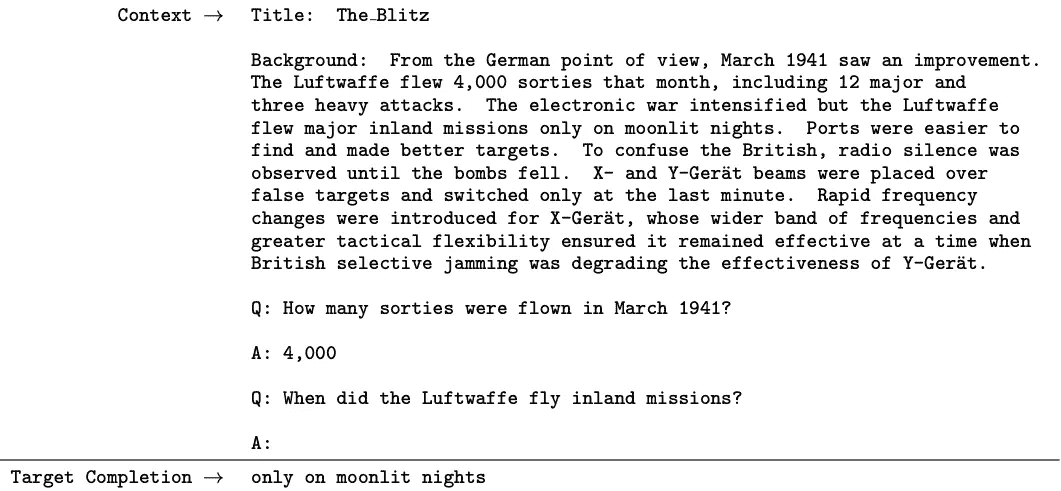 Context → Title: The_Blitz
Background: From the German point of view, March 1941 saw an improvement.
The Luftwaffe flew 4,000 sorties that month, including 12 major and
three heavy attacks. The electronic war intensified but the Luftwaffe
flew major inland missions only on moonlit nights. Ports were easier to
find and made better targets. To confuse the British, radio silence was
observed until the bombs fell. X- and Y-Gerät beams were placed over
false targets and switched only at the last minute. Rapid frequency
changes were introduced for X-Gerät, whose wider band of frequencies and
greater tactical flexibility ensured it remained effective at a time when
British selective jamming was degrading the effectiveness of Y-Gerät.
Q: How many sorties were flown in March 1941?
A: 4,000
Q: When did the Luftwaffe fly inland missions?
A:
Target Completion → only on moonlit nights